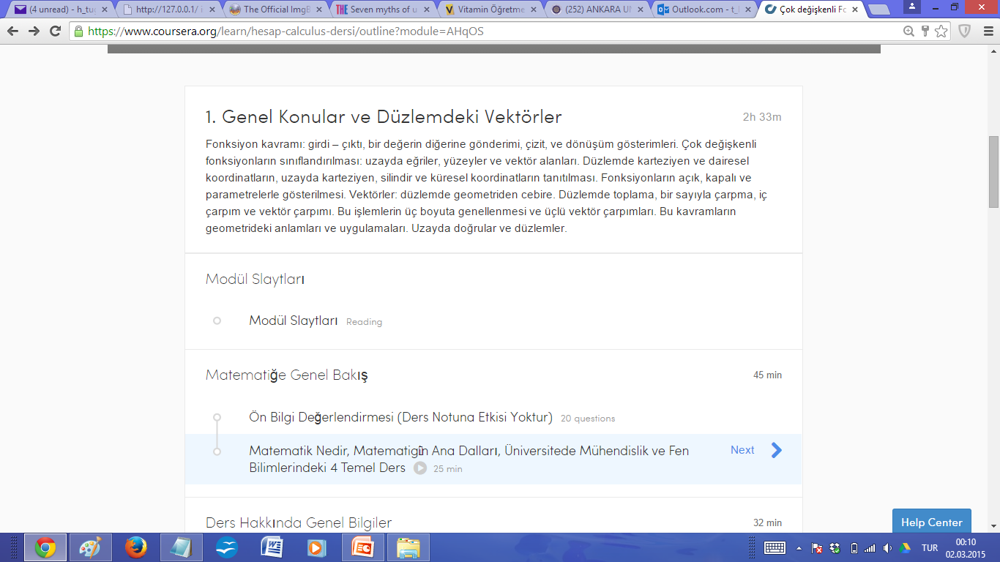 (4 unread) - h_tu
http://127.0.0.1/ i
The Official ImgB
Seven myths of u
Vitamin Öğretme
(252) ANKARA UN
Outlook.com - t_
Çok değişkenli Fo
https://www.coursera.org/learn/hesap-calculus-dersi/outline?module=AHqOS
1. Genel Konular ve Düzlemdeki Vektörler
2h 33m
Fonksiyon kavramı: girdi – çıktı, bir değerin diğerine gönderimi, çizit, ve dönüşüm gösterimleri. Çok değişkenli
fonksiyonların sınıflandırılması: uzayda eğriler, yüzeyler ve vektör alanları. Düzlemde karteziyen ve dairesel
koordinatların, uzayda karteziyen, silindir ve küresel koordinatların tanıtılması. Fonksiyonların açık, kapalı ve
parametrelerle gösterilmesi. Vektörler: düzlemde geometriden cebire. Düzlemde toplama, bir sayıyla çarpma, iç
çarpım ve vektör çarpımı. Bu işlemlerin üç boyuta genellenmesi ve üçlü vektör çarpımları. Bu kavramların
geometrideki anlamları ve uygulamaları. Uzayda doğrular ve düzlemler.
Modül Slaytları
Modül Slaytları Reading
Matematiğe Genel Bakış
45 min
Ön Bilgi Değerlendirmesi (Ders Notuna Etkisi Yoktur) 20 questions
Matematik Nedir, Matematiğin Ana Dalları, Üniversitede Mühendislik ve Fen
Bilimlerindeki 4 Temel Ders 25 min
Next
Ders Hakkında Genel Bilgiler
32 min
Help Center
TUR
00:10
02.03.2015